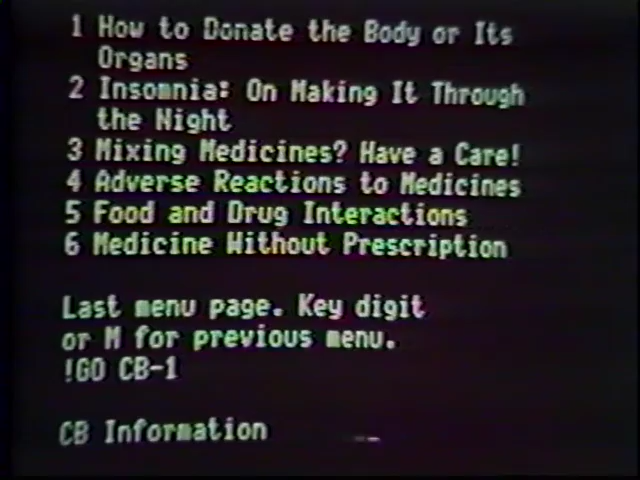 1 How to Donate the Body or Its
Organs
2 Insomnia: On Making It Through
the Night
3 Mixing Medicines? Have a Care!
4 Adverse Reactions to Medicines
5 Food and Drug Interactions
6 Medicine Without Prescription
Last menu page. Key digit
or M for previous menu.
!GO CB-1
CB Information